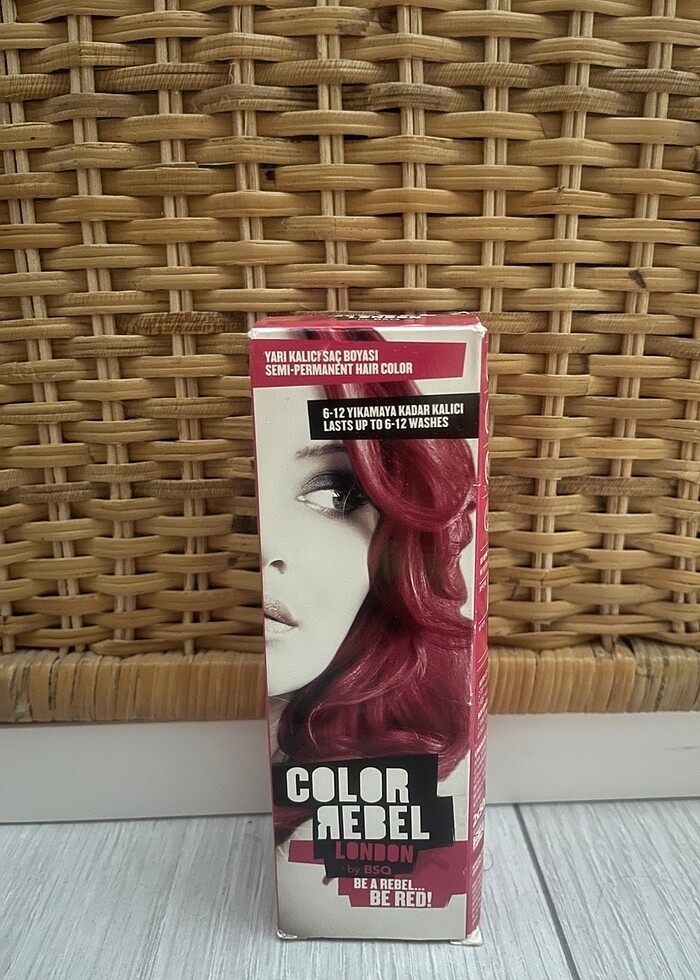 YARI KALICI SAÇ BOYASI
SEMI-PERMANENT HAIR COLOR
6-12 YIKAMAYA KADAR KALICI
LASTS UP TO 6-12 WASHES
COLOR
REBEL
LONDON
by BSQ
BE A REBEL...
BE RED!